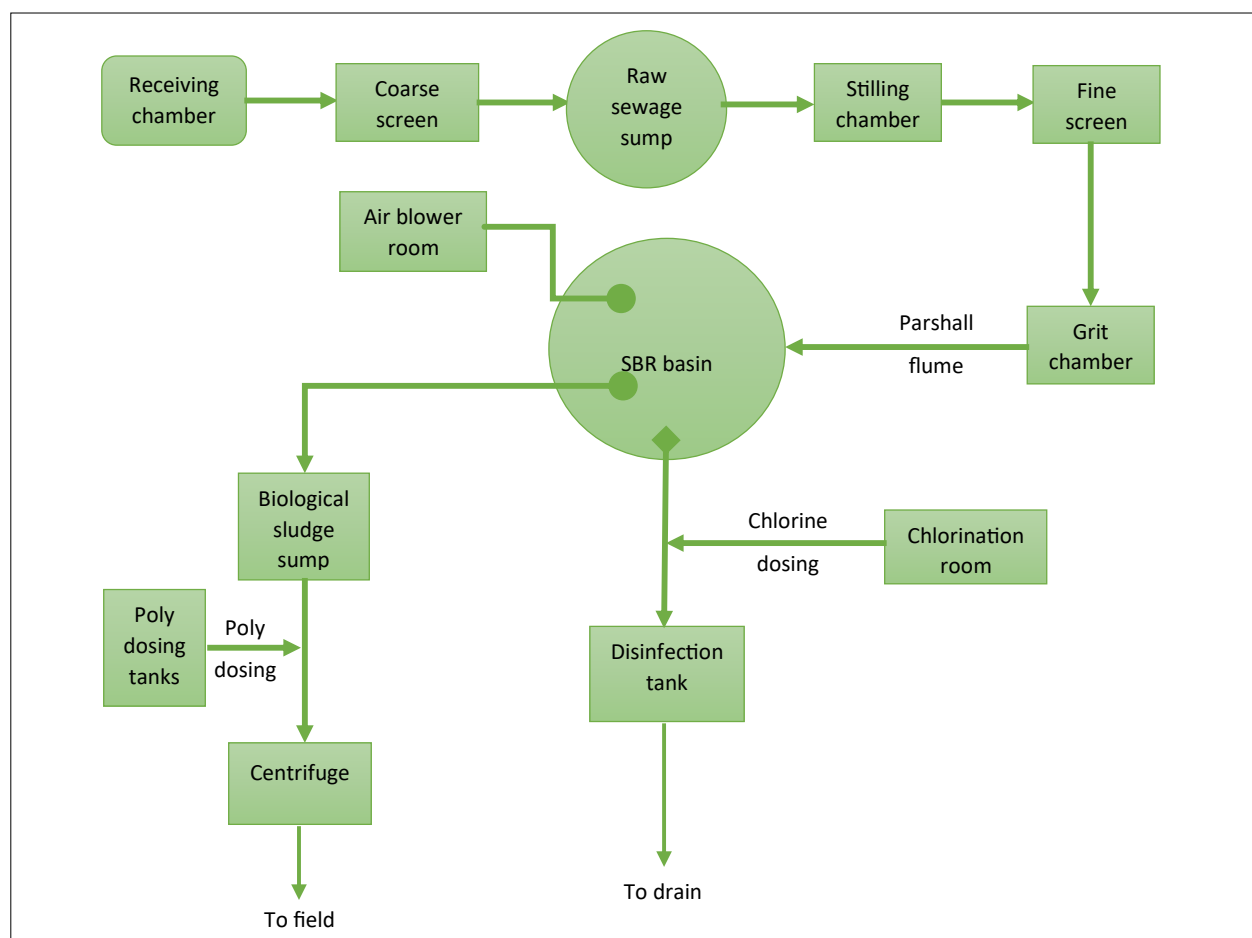 Receiving
chamber
Coarse
screen
Raw
sewage
sump
Stilling
chamber
Fine
screen
Air blower
room
Parshall
flume
Grit
chamber
SBR basin
Biological
sludge
sump
Chlorine
dosing
Chlorination
room
Poly
dosing
tanks
Poly
dosing
Disinfection
tank
Centrifuge
To drain
To field